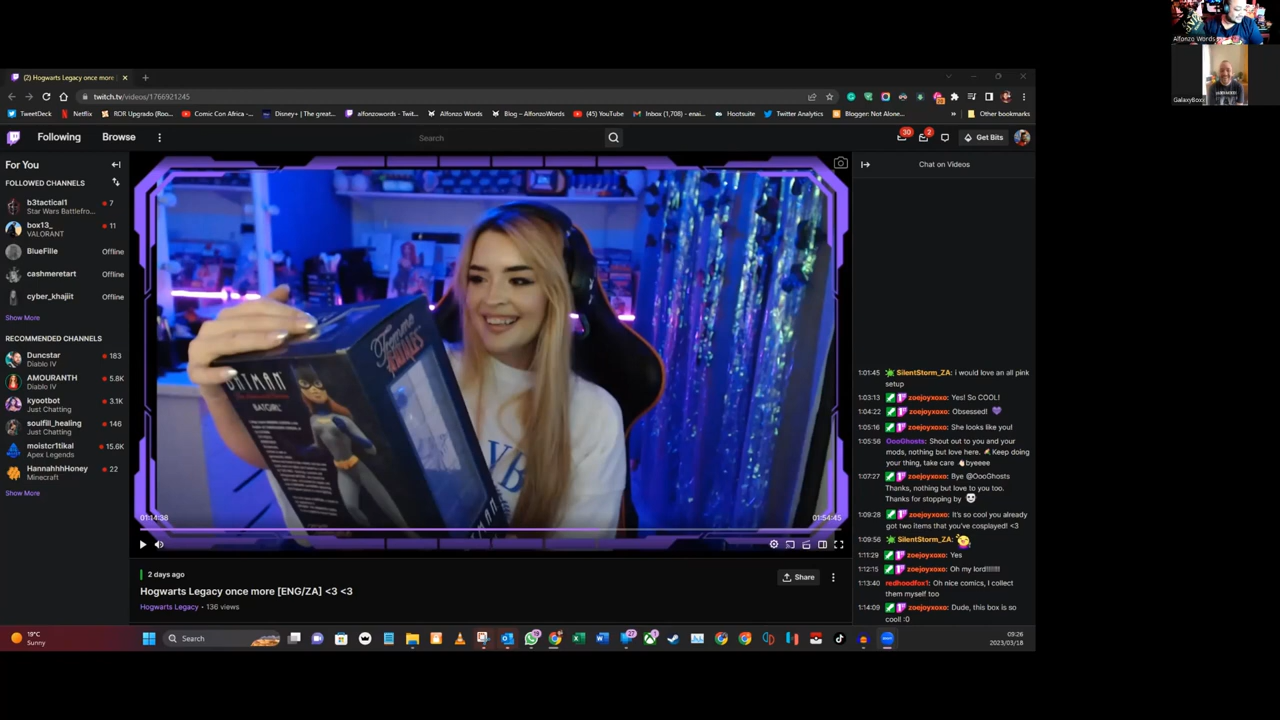 Alfonzo Words
GalaxyBoxx
(2) Hogwarts Legacy once more
twitch.tv/videos/1766921245
TweetDeck
Netflix
ROR Upgrade (Roo...
Comic Con Africa -...
Disney+ | The great...
alfonzowords - Twit...
Alfonzo Words
Blog – AlfonzoWords
(45) YouTube
Inbox (1,708) - enai...
Hootsuite
Twitter Analytics
Blogger: Not Alone...
»
Other bookmarks
Following
Browse
Search
30
2
Get Bits
For You
FOLLOWED CHANNELS
b3tactical1
7
Star Wars Battlefro...
box13_
11
VALORANT
BlueFille
Offline
cashmeretart
Offline
cyber_khajiit
Offline
Show More
RECOMMENDED CHANNELS
Duncstar
183
Diablo IV
AMOURANTH
5.8K
Diablo IV
kyootbot
3.1K
Just Chatting
soulfill_healing
146
Just Chatting
moistcr1tikal
15.6K
Apex Legends
HannahhhHoney
22
Minecraft
Show More
Femme
FATALES
BATMAN
BATGIRL
01:14:38
01:54:45
2 days ago
Share
Hogwarts Legacy once more [ENG/ZA] <3 <3
Hogwarts Legacy • 136 views
Chat on Videos
1:01:45 SilentStorm_ZA: i would love an all pink
setup
1:03:13 zoejoyxoxo: Yes! So COOL!
1:04:22 zoejoyxoxo: Obsessed! 💜
1:05:16 zoejoyxoxo: She looks like you!
1:05:56 OooGhosts: Shout out to you and your
mods, nothing but love here. Keep doing
your thing, take care byeeee
1:07:27 zoejoyxoxo: Bye @OooGhosts
Thanks, nothing but love to you too.
Thanks for stopping by
1:09:28 zoejoyxoxo: It's so cool you already
got two items that you've cosplayed! <3
1:09:56 SilentStorm_ZA:
1:11:29 zoejoyxoxo: Yes
1:12:15 zoejoyxoxo: Oh my lord!!!!!!!
1:13:40 redhoodfox1: Oh nice comics, I collect
them myself too
1:14:09 zoejoyxoxo: Dude, this box is so
cool! :0
19°C
Sunny
Search
09:26
2023/03/18